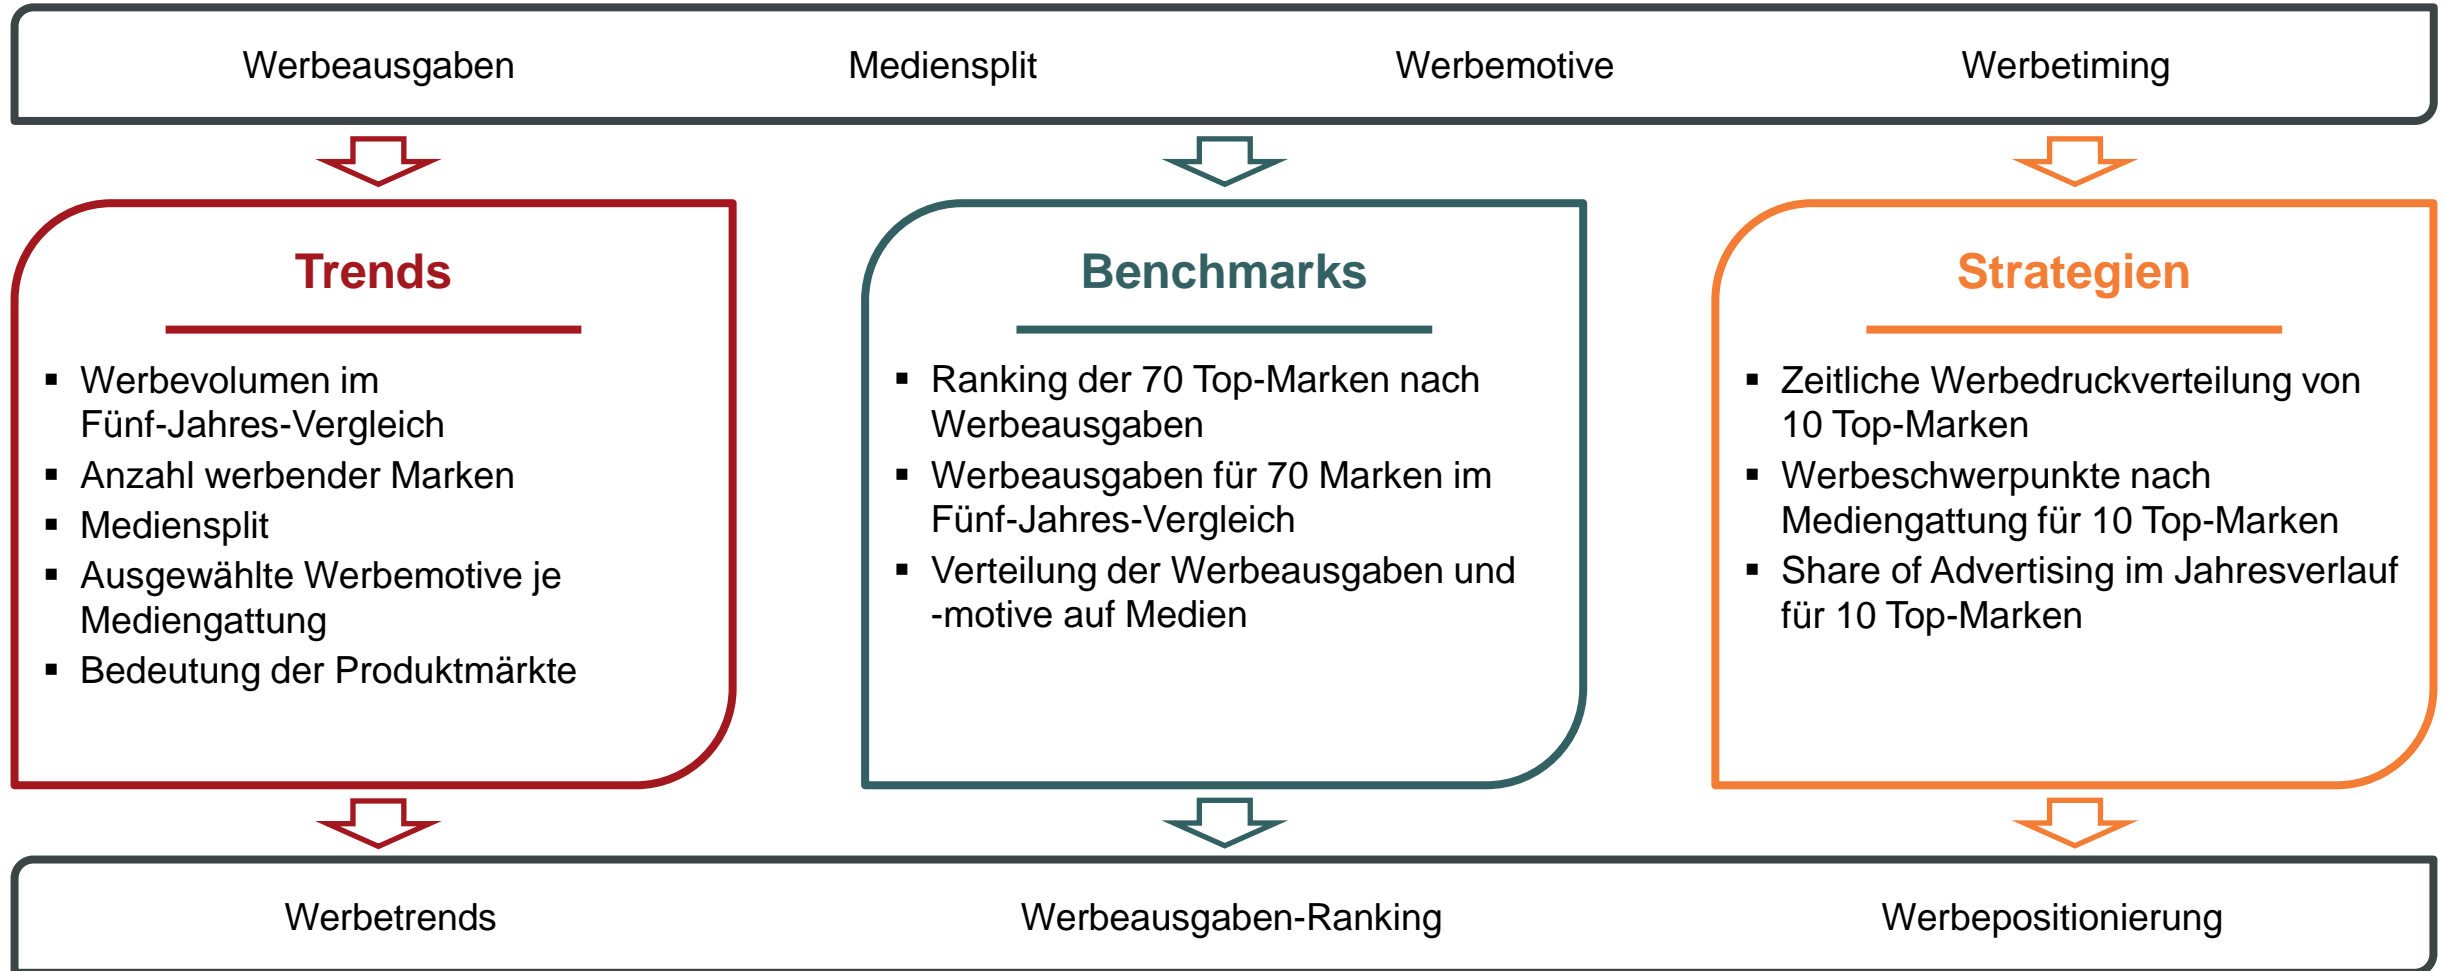 Werbeausgaben Mediensplit Werbemotive Werbetiming
Trends
▪ Werbevolumen im
Fünf-Jahres-Vergleich
▪ Anzahl werbender Marken
▪ Mediensplit
▪ Ausgewählte Werbemotive je
Mediengattung
▪ Bedeutung der Produktmärkte
Benchmarks
▪ Ranking der 70 Top-Marken nach
Werbeausgaben
▪ Werbeausgaben für 70 Marken im
Fünf-Jahres-Vergleich
▪ Verteilung der Werbeausgaben und
-motive auf Medien
Strategien
▪ Zeitliche Werbedruckverteilung von
10 Top-Marken
▪ Werbeschwerpunkte nach
Mediengattung für 10 Top-Marken
▪ Share of Advertising im Jahresverlauf
für 10 Top-Marken
Werbetrends Werbeausgaben-Ranking Werbepositionierung